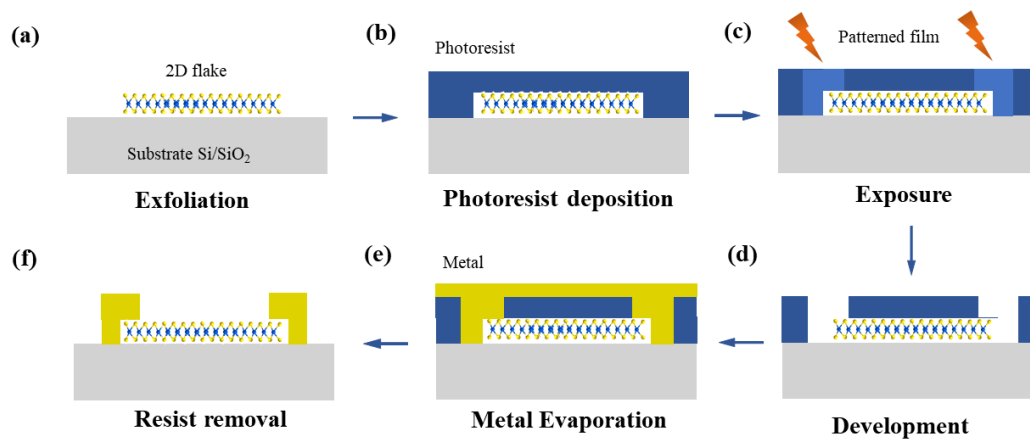 (a)
2D flake
Substrate Si/SiO₂
Exfoliation
(b)
Photoresist
Photoresist deposition
(c)
Patterned film
Exposure
(d)
Development
(e)
Metal
Metal Evaporation
(f)
Resist removal